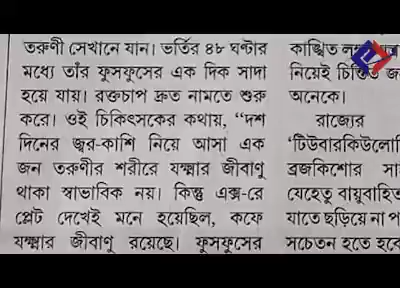 তরুণী সেখানে যান। ভর্তির ৪৮ ঘণ্টার
মধ্যে তাঁর ফুসফুসের এক দিক সাদা
হয়ে যায়। রক্তচাপ দ্রুত নামতে শুরু
করে। ওই চিকিৎসকের কথায়, ‘‘দশ
দিনের জ্বর-কাশি নিয়ে আসা এক
জন তরুণীর শরীরে যক্ষ্মার জীবাণু
থাকা স্বাভাবিক নয়। কিন্তু এক্স-রে
প্লেট দেখেই মনে হয়েছিল, কফে
যক্ষ্মার জীবাণু রয়েছে। ফুসফুসের
কাঙ্খিত
নিয়েই চিন্তিত
অনেকে।
রাজ্যের
‘টিউবারকিউলো
ব্রজকিশোর সা
যেহেতু বায়ুবাহিত
যাতে ছড়িয়ে না প
সচেতন হতে হবে